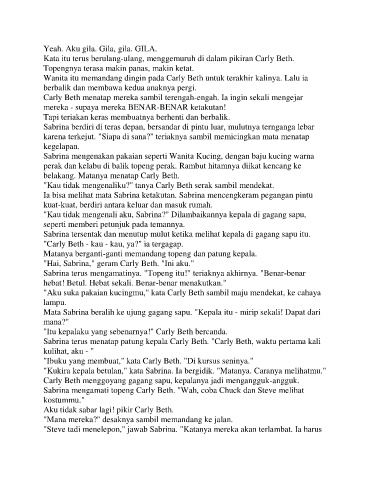 Yeah. Aku gila. Gila, gila. GILA.
Kata itu terus berulang-ulang, menggemuruh di dalam pikiran Carly Beth.
Topengnya terasa makin panas, makin ketat.
Wanita itu memandang dingin pada Carly Beth untuk terakhir kalinya. Lalu ia
berbalik dan membawa kedua anaknya pergi.
Carly Beth menatap mereka sambil terengah-engah. Ia ingin sekali mengejar
mereka - supaya mereka BENAR-BENAR ketakutan!
Tapi teriakan keras membuatnya berhenti dan berbalik.
Sabrina berdiri di teras depan, bersandar di pintu luar, mulutnya ternganga lebar
karena terkejut. "Siapa di sana?" teriaknya sambil memicingkan mata menatap
kegelapan.
Sabrina mengenakan pakaian seperti Wanita Kucing, dengan baju kucing warna
perak dan kelabu di balik topeng perak. Rambut hitamnya diikat kencang ke
belakang. Matanya menatap Carly Beth.
"Kau tidak mengenaliku?" tanya Carly Beth serak sambil mendekat.
Ia bisa melihat mata Sabrina ketakutan. Sabrina mencengkeram pegangan pintu
kuat-kuat, berdiri antara keluar dan masuk rumah.
"Kau tidak mengenali aku, Sabrina?" Dilambaikannya kepala di gagang sapu,
seperti memberi petunjuk pada temannya.
Sabrina tersentak dan menutup mulut ketika melihat kepala di gagang sapu itu.
"Carly Beth - kau - kau, ya?" ia tergagap.
Matanya berganti-ganti memandang topeng dan patung kepala.
"Hai, Sabrina," geram Carly Beth. "Ini aku."
Sabrina terus mengamatinya. "Topeng itu!" teriaknya akhirnya. "Benar-benar
hebat! Betul. Hebat sekali. Benar-benar menakutkan."
"Aku suka pakaian kucingmu," kata Carly Beth sambil maju mendekat, ke cahaya
lampu.
Mata Sabrina beralih ke ujung gagang sapu. "Kepala itu - mirip sekali! Dapat dari
mana?"
"Itu kepalaku yang sebenarnya!" Carly Beth bercanda.
Sabrina terus menatap patung kepala Carly Beth. "Carly Beth, waktu pertama kali
kulihat, aku - "
"Ibuku yang membuat," kata Carly Beth. "Di kursus seninya."
"Kukira kepala betulan," kata Sabrina. Ia bergidik. "Matanya. Caranya melihatmu."
Carly Beth menggoyang gagang sapu, kepalanya jadi mengangguk-angguk.
Sabrina mengamati topeng Carly Beth. "Wah, coba Chuck dan Steve melihat
kostummu."
Aku tidak sabar lagi! pikir Carly Beth.
"Mana mereka?" desaknya sambil memandang ke jalan.
"Steve tadi menelepon," jawab Sabrina. "Katanya mereka akan terlambat. Ia harus